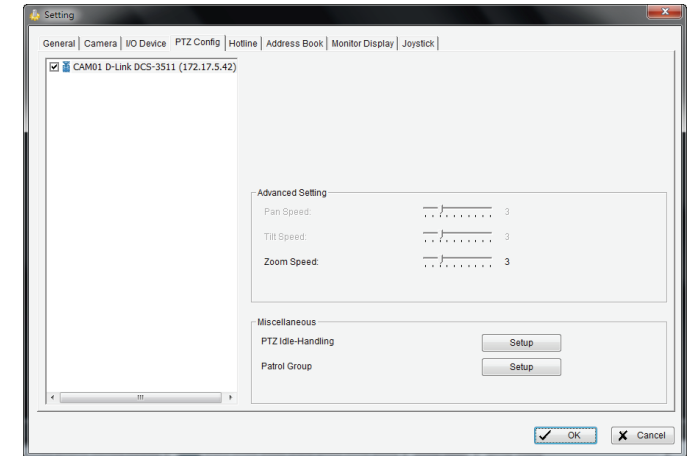 Setting
General Camera I/O Device PTZ Config Hotline Address Book Monitor Display Joystick
CAM01 D-Link DCS-3511 (172.17.5.42)
Advanced Setting
Pan Speed: 3
Tilt Speed: 3
Zoom Speed: 3
Miscellaneous
PTZ Idle-Handling Setup
Patrol Group Setup
OK Cancel